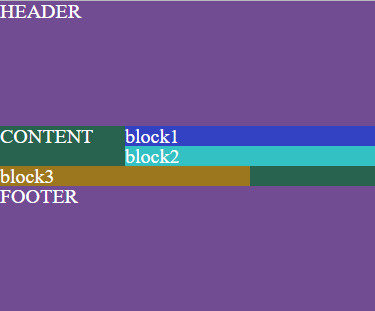 HEADER
CONTENT block1
block2
block3
FOOTER